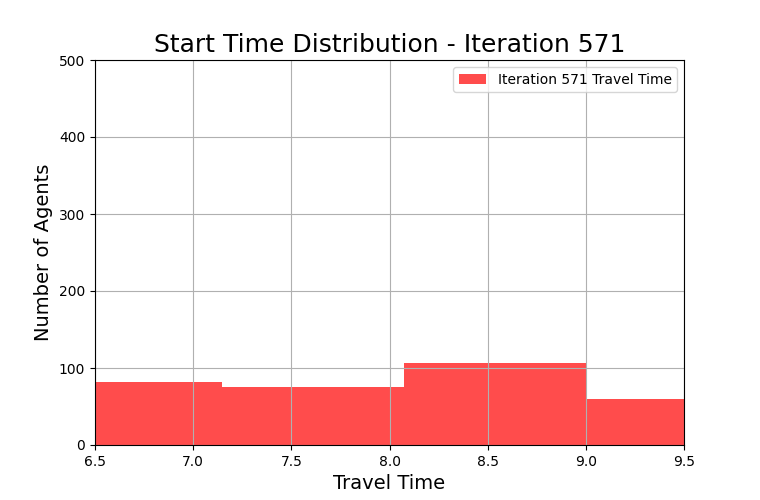 Start Time Distribution - Iteration 571
500
Iteration 571 Travel Time
400
300
200
100
0
Number of Agents
6.5 7.0 7.5 8.0 8.5 9.0 9.5
Travel Time